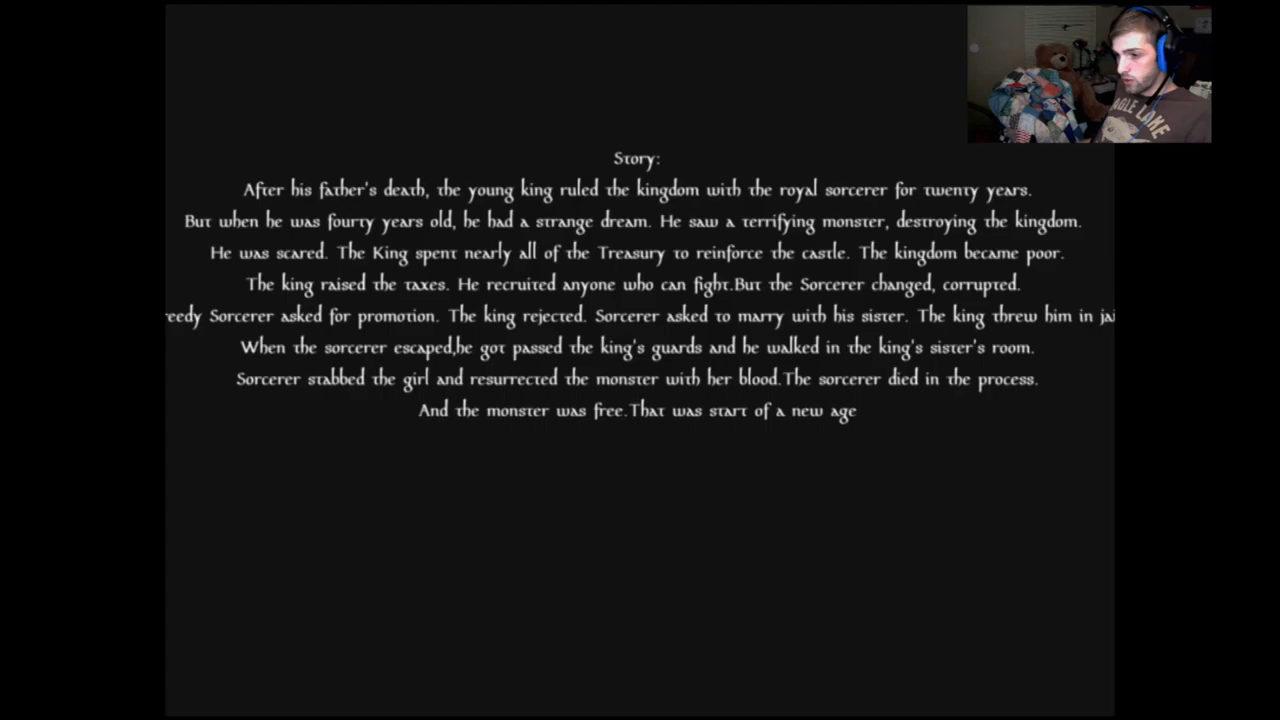 Story:
After his father's death, the young king ruled the kingdom with the royal sorcerer for twenty years.
But when he was fourty years old, he had a strange dream. He saw a terrifying monster, destroying the kingdom.
He was scared. The King spent nearly all of the Treasury to reinforce the castle. The kingdom became poor.
The king raised the taxes. He recruited anyone who can fight.But the Sorcerer changed, corrupted.
Sorcerer asked for promotion. The king rejected. Sorcerer asked to marry with his sister. The king threw him in
When the sorcerer escaped,he got passed the king's guards and he walked in the king's sister's room.
Sorcerer stabbed the girl and resurrected the monster with her blood.The sorcerer died in the process.
And the monster was free.That was start of a new age
EAGLE LAKE